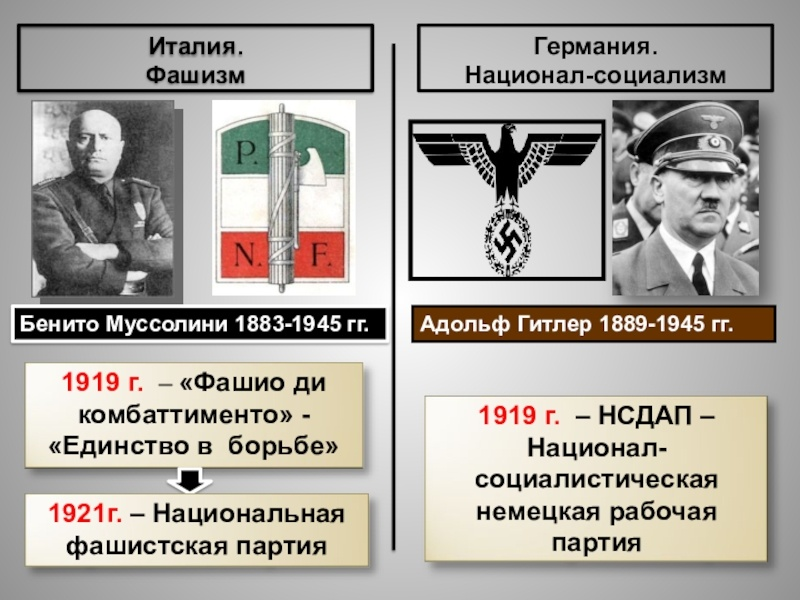 Италия.
Фашизм
P.
N. F.
Бенито Муссолини 1883-1945 гг.
1919 г. – «Фашио ди
комбаттименто» -
«Единство в борьбе»
1921г. – Национальная
фашистская партия
Германия.
Национал-социализм
Адольф Гитлер 1889-1945 гг.
1919 г. – НСДАП –
Национал-
социалистическая
немецкая рабочая
партия